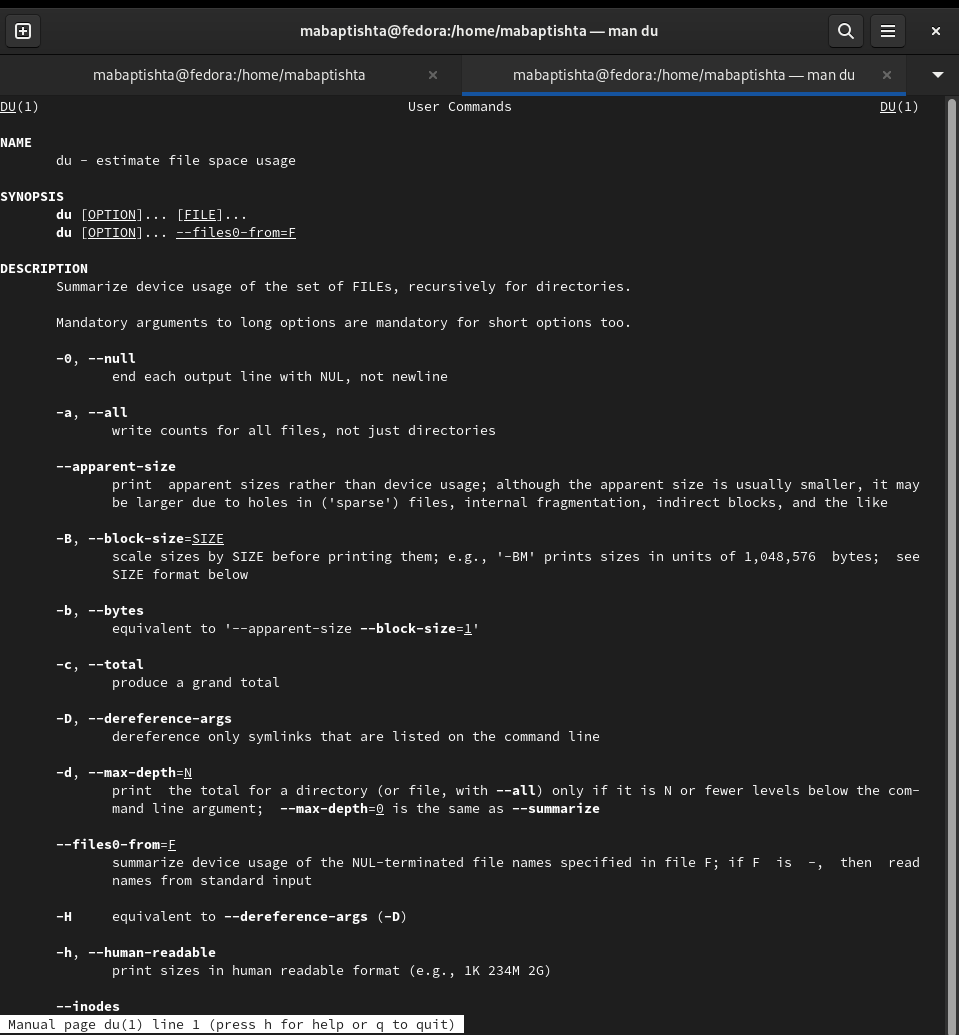 mabaptishta@fedora:/home/mabaptishta — man du
mabaptishta@fedora:/home/mabaptishta
mabaptishta@fedora:/home/mabaptishta — man du
DU(1) User Commands DU(1)
NAME
du - estimate file space usage
SYNOPSIS
du [OPTION]... [FILE]...
du [OPTION]... --files0-from=F
DESCRIPTION
Summarize device usage of the set of FILEs, recursively for directories.
Mandatory arguments to long options are mandatory for short options too.
-0, --null
end each output line with NUL, not newline
-a, --all
write counts for all files, not just directories
--apparent-size
print  apparent sizes rather than device usage; although the apparent size is usually smaller, it may
be larger due to holes in ('sparse') files, internal fragmentation, indirect blocks, and the like
-B, --block-size=SIZE
scale sizes by SIZE before printing them; e.g., '-BM' prints sizes in units of 1,048,576  bytes;  see
SIZE format below
-b, --bytes
equivalent to '--apparent-size --block-size=1'
-c, --total
produce a grand total
-D, --dereference-args
dereference only symlinks that are listed on the command line
-d, --max-depth=N
print  the total for a directory (or file, with --all) only if it is N or fewer levels below the com-
mand line argument;  --max-depth=0 is the same as --summarize
--files0-from=F
summarize device usage of the NUL-terminated file names specified in file F; if F  is  -,  then  read
names from standard input
-H     equivalent to --dereference-args (-D)
-h, --human-readable
print sizes in human readable format (e.g., 1K 234M 2G)
--inodes
Manual page du(1) line 1 (press h for help or q to quit)